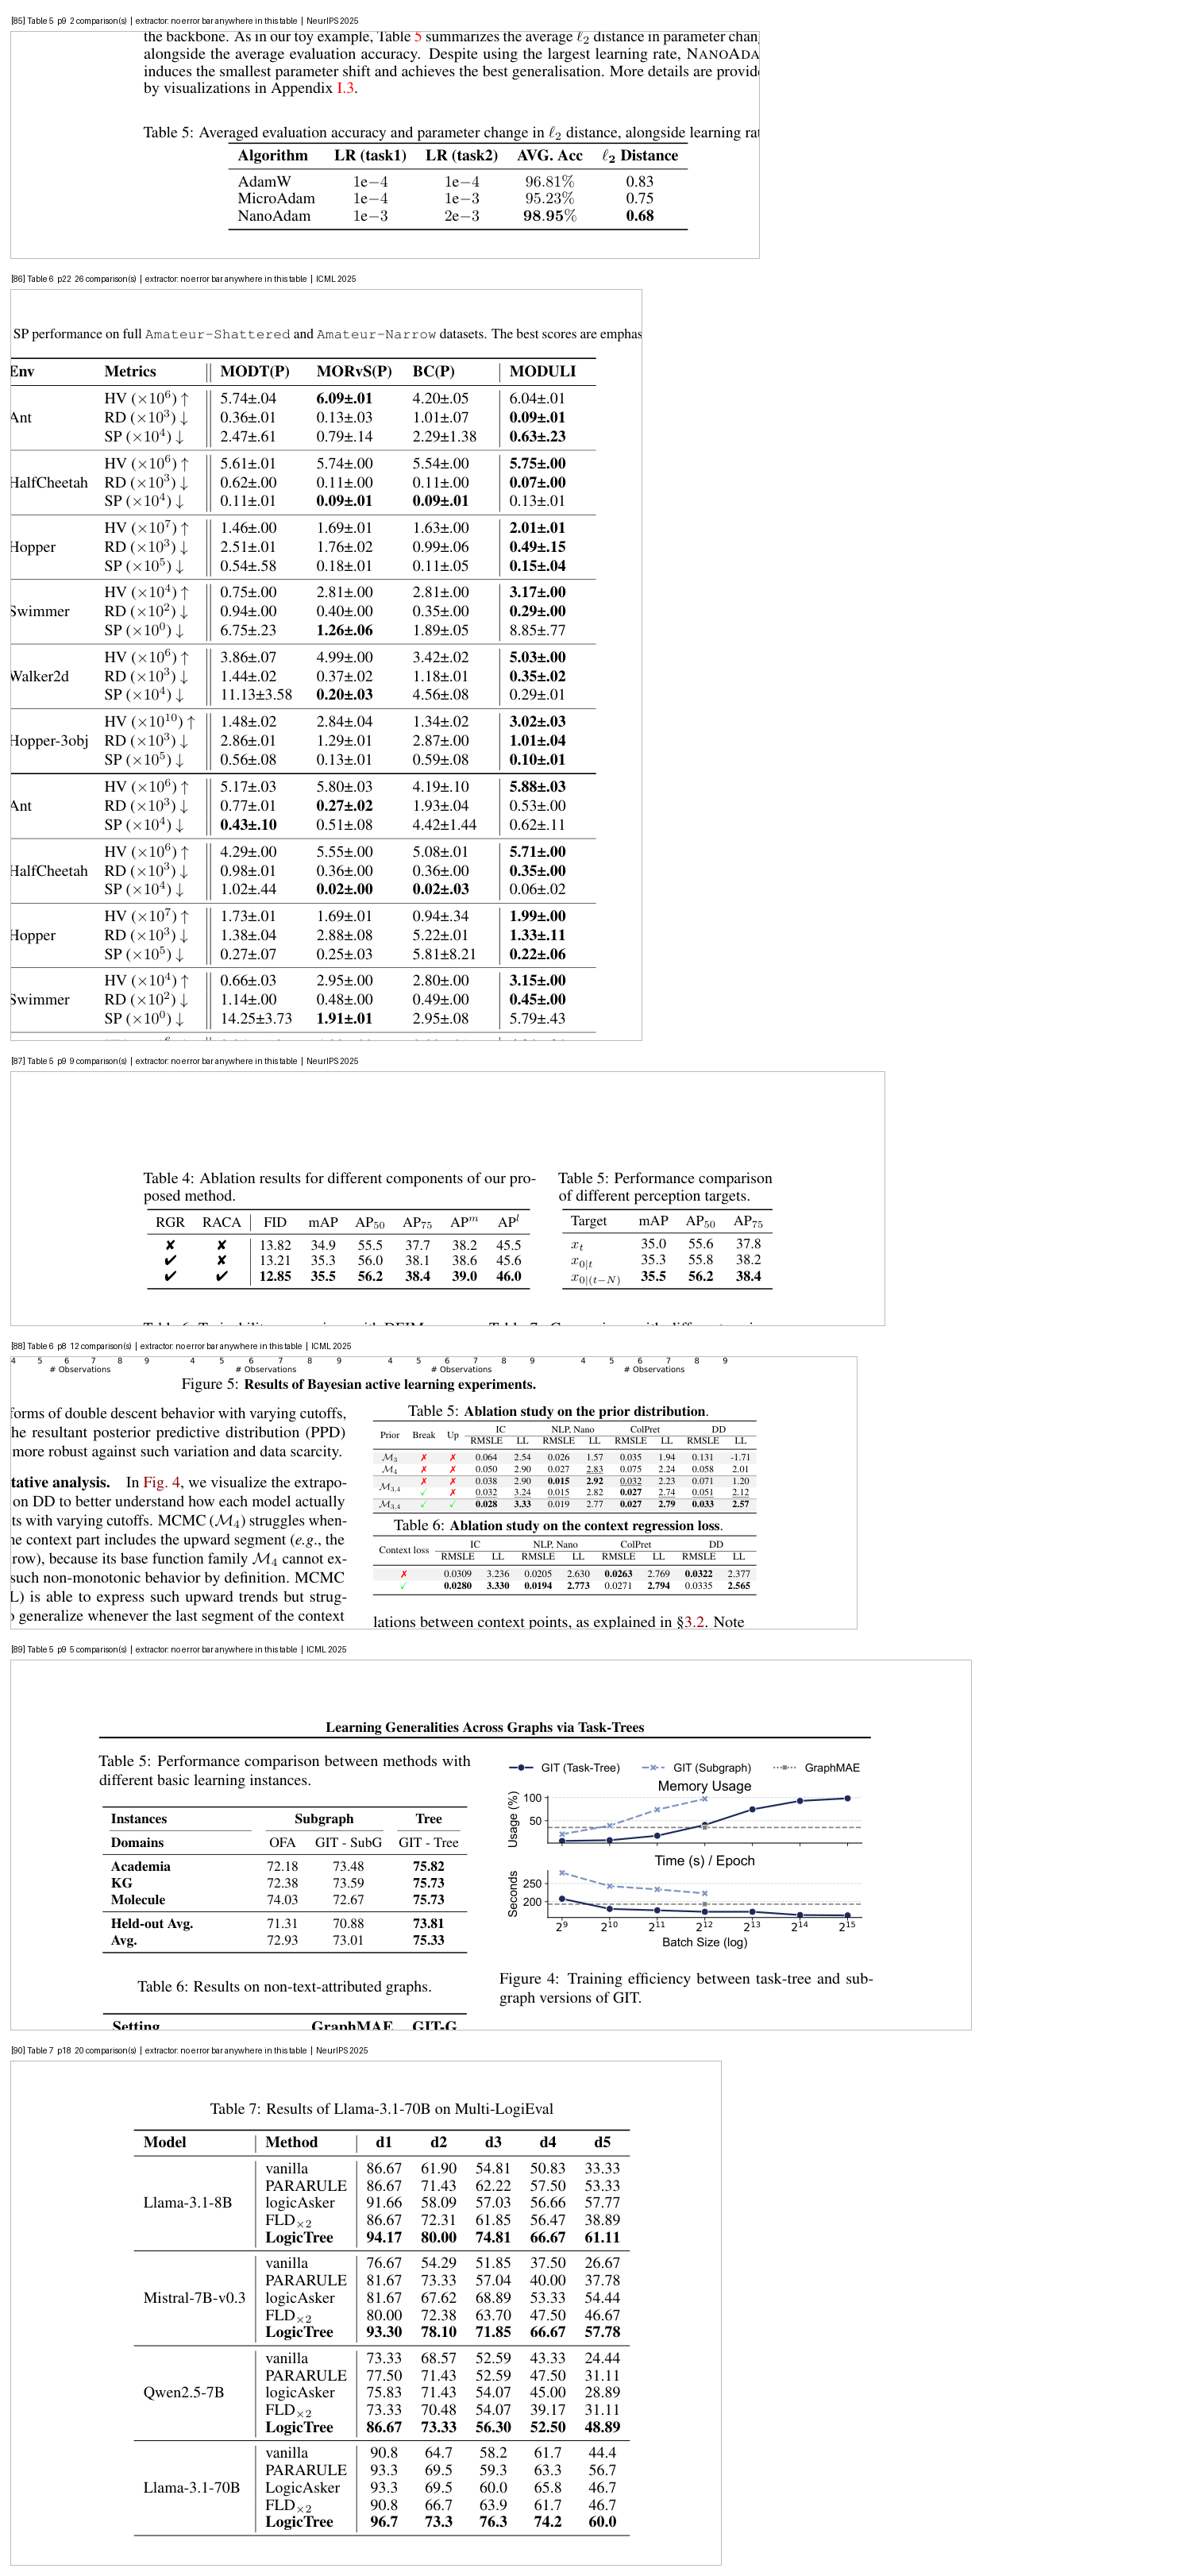 [85] Table 5 p9 2 comparison(s) | extractor: no error bar anywhere in this table | NeurIPS 2025
the backbone. As in our toy example, Table 5 summarizes the average ℓ2 distance in parameter chan
alongside the average evaluation accuracy. Despite using the largest learning rate, NANOADA
induces the smallest parameter shift and achieves the best generalisation. More details are provide
by visualizations in Appendix I.3.
Table 5: Averaged evaluation accuracy and parameter change in ℓ2 distance, alongside learning rat
Algorithm LR (task1) LR (task2) AVG. Acc ℓ2 Distance
AdamW 1e−4 1e−4 96.81% 0.83
MicroAdam 1e−4 1e−3 95.23% 0.75
NanoAdam 1e−3 2e−3 98.95% 0.68
[86] Table 6 p22 26 comparison(s) | extractor: no error bar anywhere in this table | ICML 2025
SP performance on full Amateur-Shattered and Amateur-Narrow datasets. The best scores are emphas
Env Metrics MODT(P) MORvS(P) BC(P) MODULI
HV (×10^6) ↑ 5.74±.04 6.09±.01 4.20±.05 6.04±.01
Ant RD (×10^3) ↓ 0.36±.01 0.13±.03 1.01±.07 0.09±.01
SP (×10^4) ↓ 2.47±.61 0.79±.14 2.29±1.38 0.63±.23
HV (×10^6) ↑ 5.61±.01 5.74±.00 5.54±.00 5.75±.00
HalfCheetah RD (×10^3) ↓ 0.62±.00 0.11±.00 0.11±.00 0.07±.00
SP (×10^4) ↓ 0.11±.01 0.09±.01 0.09±.01 0.13±.01
HV (×10^7) ↑ 1.46±.00 1.69±.01 1.63±.00 2.01±.01
Hopper RD (×10^3) ↓ 2.51±.01 1.76±.02 0.99±.06 0.49±.15
SP (×10^5) ↓ 0.54±.58 0.18±.01 0.11±.05 0.15±.04
HV (×10^4) ↑ 0.75±.00 2.81±.00 2.81±.00 3.17±.00
Swimmer RD (×10^2) ↓ 0.94±.00 0.40±.00 0.35±.00 0.29±.00
SP (×10^0) ↓ 6.75±.23 1.26±.06 1.89±.05 8.85±.77
HV (×10^6) ↑ 3.86±.07 4.99±.00 3.42±.02 5.03±.00
Walker2d RD (×10^3) ↓ 1.44±.02 0.37±.02 1.18±.01 0.35±.02
SP (×10^4) ↓ 11.13±3.58 0.20±.03 4.56±.08 0.29±.01
HV (×10^10) ↑ 1.48±.02 2.84±.04 1.34±.02 3.02±.03
Hopper-3obj RD (×10^3) ↓ 2.86±.01 1.29±.01 2.87±.00 1.01±.04
SP (×10^5) ↓ 0.56±.08 0.13±.01 0.59±.08 0.10±.01
HV (×10^6) ↑ 5.17±.03 5.80±.03 4.19±.10 5.88±.03
Ant RD (×10^3) ↓ 0.77±.01 0.27±.02 1.93±.04 0.53±.00
SP (×10^4) ↓ 0.43±.10 0.51±.08 4.42±1.44 0.62±.11
HV (×10^6) ↑ 4.29±.00 5.55±.00 5.08±.01 5.71±.00
HalfCheetah RD (×10^3) ↓ 0.98±.01 0.36±.00 0.36±.00 0.35±.00
SP (×10^4) ↓ 1.02±.44 0.02±.00 0.02±.03 0.06±.02
HV (×10^7) ↑ 1.73±.01 1.69±.01 0.94±.34 1.99±.00
Hopper RD (×10^3) ↓ 1.38±.04 2.88±.08 5.22±.01 1.33±.11
SP (×10^5) ↓ 0.27±.07 0.25±.03 5.81±8.21 0.22±.06
HV (×10^4) ↑ 0.66±.03 2.95±.00 2.80±.00 3.15±.00
Swimmer RD (×10^2) ↓ 1.14±.00 0.48±.00 0.49±.00 0.45±.00
SP (×10^0) ↓ 14.25±3.73 1.91±.01 2.95±.08 5.79±.43
[87] Table 5 p9 9 comparison(s) | extractor: no error bar anywhere in this table | NeurIPS 2025
Table 4: Ablation results for different components of our pro-
posed method.
RGR RACA FID mAP AP50 AP75 APm APl
✘ ✘ 13.82 34.9 55.5 37.7 38.2 45.5
✔ ✘ 13.21 35.3 56.0 38.1 38.6 45.6
✔ ✔ 12.85 35.5 56.2 38.4 39.0 46.0
Table 5: Performance comparison
of different perception targets.
Target mAP AP50 AP75
xt 35.0 55.6 37.8
x0|t 35.3 55.8 38.2
x0|(t−N) 35.5 56.2 38.4
[88] Table 6 p8 12 comparison(s) | extractor: no error bar anywhere in this table | ICML 2025
4 5 6 7 8 9 4 5 6 7 8 9 4 5 6 7 8 9 4 5 6 7 8 9
# Observations # Observations # Observations # Observations
Figure 5: Results of Bayesian active learning experiments.
forms of double descent behavior with varying cutoffs,
he resultant posterior predictive distribution (PPD)
more robust against such variation and data scarcity.
tative analysis. In Fig. 4, we visualize the extrapo-
on DD to better understand how each model actually
ts with varying cutoffs. MCMC (M4) struggles when-
he context part includes the upward segment (e.g., the
row), because its base function family M4 cannot ex-
such non-monotonic behavior by definition. MCMC
L) is able to express such upward trends but strug-
o generalize whenever the last segment of the context
Table 5: Ablation study on the prior distribution.
IC NLP, Nano ColPret DD
Prior Break Up RMSLE LL RMSLE LL RMSLE LL RMSLE LL
M3 ✗ ✗ 0.064 2.54 0.026 1.57 0.035 1.94 0.131 -1.71
M4 ✗ ✗ 0.050 2.90 0.027 2.83 0.075 2.24 0.058 2.01
M3,4 ✗ ✗ 0.038 2.90 0.015 2.92 0.032 2.23 0.071 1.20
✓ ✗ 0.032 3.24 0.015 2.82 0.027 2.74 0.051 2.12
M3,4 ✓ ✓ 0.028 3.33 0.019 2.77 0.027 2.79 0.033 2.57
Table 6: Ablation study on the context regression loss.
IC NLP, Nano ColPret DD
Context loss RMSLE LL RMSLE LL RMSLE LL RMSLE LL
✗ 0.0309 3.236 0.0205 2.630 0.0263 2.769 0.0322 2.377
✓ 0.0280 3.330 0.0194 2.773 0.0271 2.794 0.0335 2.565
lations between context points, as explained in §3.2. Note
[89] Table 5 p9 5 comparison(s) | extractor: no error bar anywhere in this table | ICML 2025
Learning Generalities Across Graphs via Task-Trees
Table 5: Performance comparison between methods with
different basic learning instances.
Instances Subgraph Tree
Domains OFA GIT - SubG GIT - Tree
Academia 72.18 73.48 75.82
KG 72.38 73.59 75.73
Molecule 74.03 72.67 75.73
Held-out Avg. 71.31 70.88 73.81
Avg. 72.93 73.01 75.33
Table 6: Results on non-text-attributed graphs.
Setting GraphMAE GIT-G
GIT (Task-Tree) GIT (Subgraph) GraphMAE
Memory Usage
Usage (%)
100
50
Time (s) / Epoch
Seconds
250
200
2^9 2^10 2^11 2^12 2^13 2^14 2^15
Batch Size (log)
Figure 4: Training efficiency between task-tree and sub-
graph versions of GIT.
[90] Table 7 p18 20 comparison(s) | extractor: no error bar anywhere in this table | NeurIPS 2025
Table 7: Results of Llama-3.1-70B on Multi-LogiEval
Model Method d1 d2 d3 d4 d5
vanilla 86.67 61.90 54.81 50.83 33.33
PARARULE 86.67 71.43 62.22 57.50 53.33
Llama-3.1-8B logicAsker 91.66 58.09 57.03 56.66 57.77
FLD×2 86.67 72.31 61.85 56.47 38.89
LogicTree 94.17 80.00 74.81 66.67 61.11
vanilla 76.67 54.29 51.85 37.50 26.67
PARARULE 81.67 73.33 57.04 40.00 37.78
Mistral-7B-v0.3 logicAsker 81.67 67.62 68.89 53.33 54.44
FLD×2 80.00 72.38 63.70 47.50 46.67
LogicTree 93.30 78.10 71.85 66.67 57.78
vanilla 73.33 68.57 52.59 43.33 24.44
PARARULE 77.50 71.43 52.59 47.50 31.11
Qwen2.5-7B logicAsker 75.83 71.43 54.07 45.00 28.89
FLD×2 73.33 70.48 54.07 39.17 31.11
LogicTree 86.67 73.33 56.30 52.50 48.89
vanilla 90.8 64.7 58.2 61.7 44.4
PARARULE 93.3 69.5 59.3 63.3 56.7
Llama-3.1-70B LogicAsker 93.3 69.5 60.0 65.8 46.7
FLD×2 90.8 66.7 63.9 61.7 46.7
LogicTree 96.7 73.3 76.3 74.2 60.0